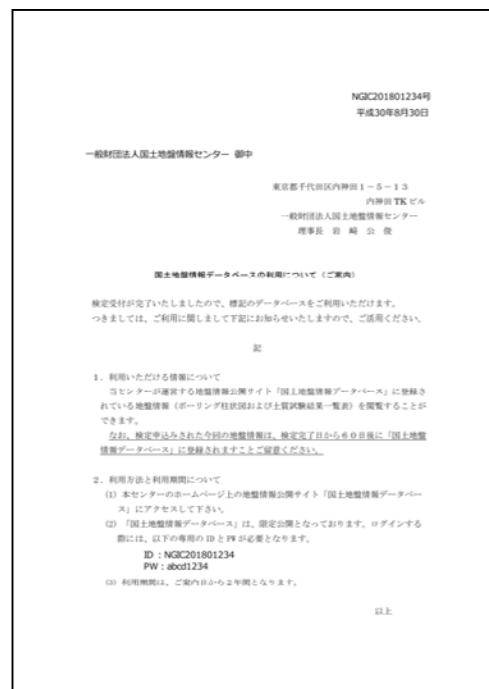 NGIC201801234号
平成30年8月30日
一般財団法人国土地盤情報センター 御中
東京都千代田区内神田1-5-13
内神田TKビル
一般財団法人国土地盤情報センター
理事長 岩 崎 公 俊
国土地盤情報データベースの利用について（ご案内）
検定受付が完了いたしましたので、標記のデータベースをご利用いただけます。
つきましては、ご利用に関しまして下記にお知らせいたしますので、ご活用ください。
記
1．利用いただける情報について
当センターが運営する地盤情報公開サイト「国土地盤情報データベース」に登録さ
れている地盤情報（ボーリング柱状図および土質試験結果一覧表）を閲覧することが
できます。
なお、検定申込みされた今回の地盤情報は、検定完了日から６０日後に「国土地盤
情報データベース」に登録されますことご留意ください。
2．利用方法と利用期間について
(1) 本センターのホームページ上の地盤情報公開サイト「国土地盤情報データベー
ス」にアクセスして下さい。
(2) 「国土地盤情報データベース」は、限定公開となっております。ログインする
際には、以下の専用のIDとPWが必要となります。
ID：NGIC201801234
PW：abcd1234
(3) 利用期間は、ご案内日から２年間となります。
以上